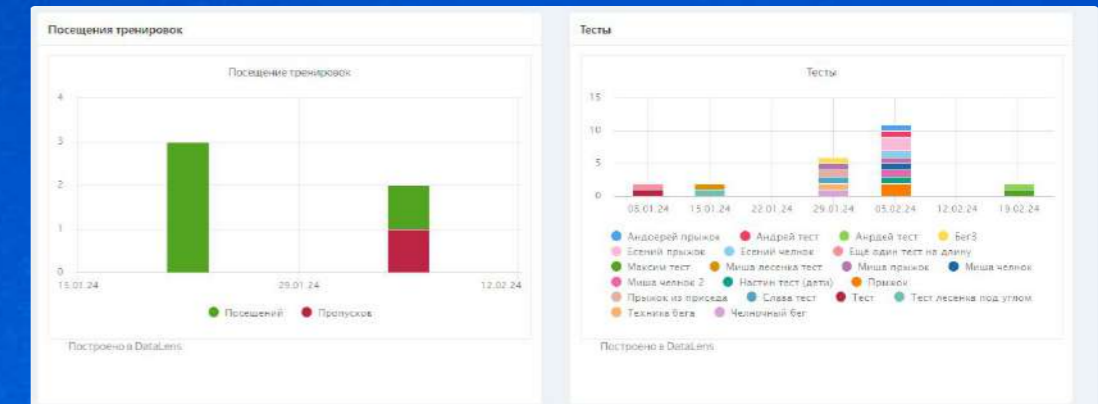 Посещения тренировок
Посещение тренировок
4
3
2
1
0
15.01.24 29.01.24 12.02.24
Посещений Пропусков
Построено в DataLens
Тесты
Тесты
15
10
5
0
08.01.24 15.01.24 22.01.24 29.01.24 05.02.24 12.02.24 19.02.24
Андоерей прыжок Андрей тест Анрдей тест Бег3
Есений прыжок Есений челнок Ещё один тест на длину
Максим тест Миша лесенка тест Миша прыжок Миша челнок
Миша челнок 2 Настин тест (дети) Прыжок
Прыжок из приседа Слава тест Тест Тест лесенка под углом
Техника бега Челночный бег
Построено в DataLens